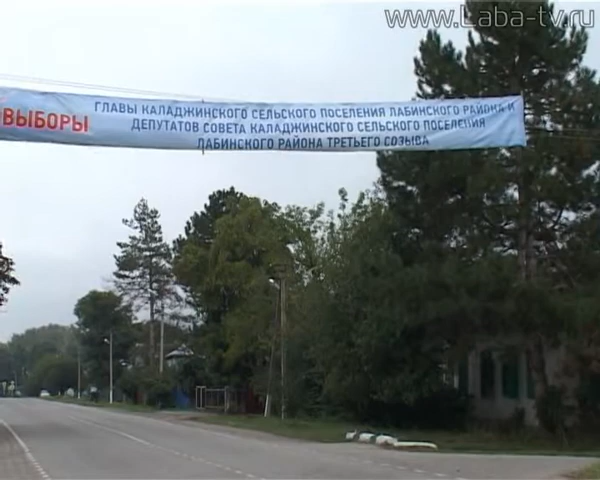 www.Laba-tv.ru
ВЫБОРЫ
ГЛАВЫ КАЛАДЖИНСКОГО СЕЛЬСКОГО ПОСЕЛЕНИЯ ЛАБИНСКОГО РАЙОНА И
ДЕПУТАТОВ СОВЕТА КАЛАДЖИНСКОГО СЕЛЬСКОГО ПОСЕЛЕНИЯ
ЛАБИНСКОГО РАЙОНА ТРЕТЬЕГО СОЗЫВА